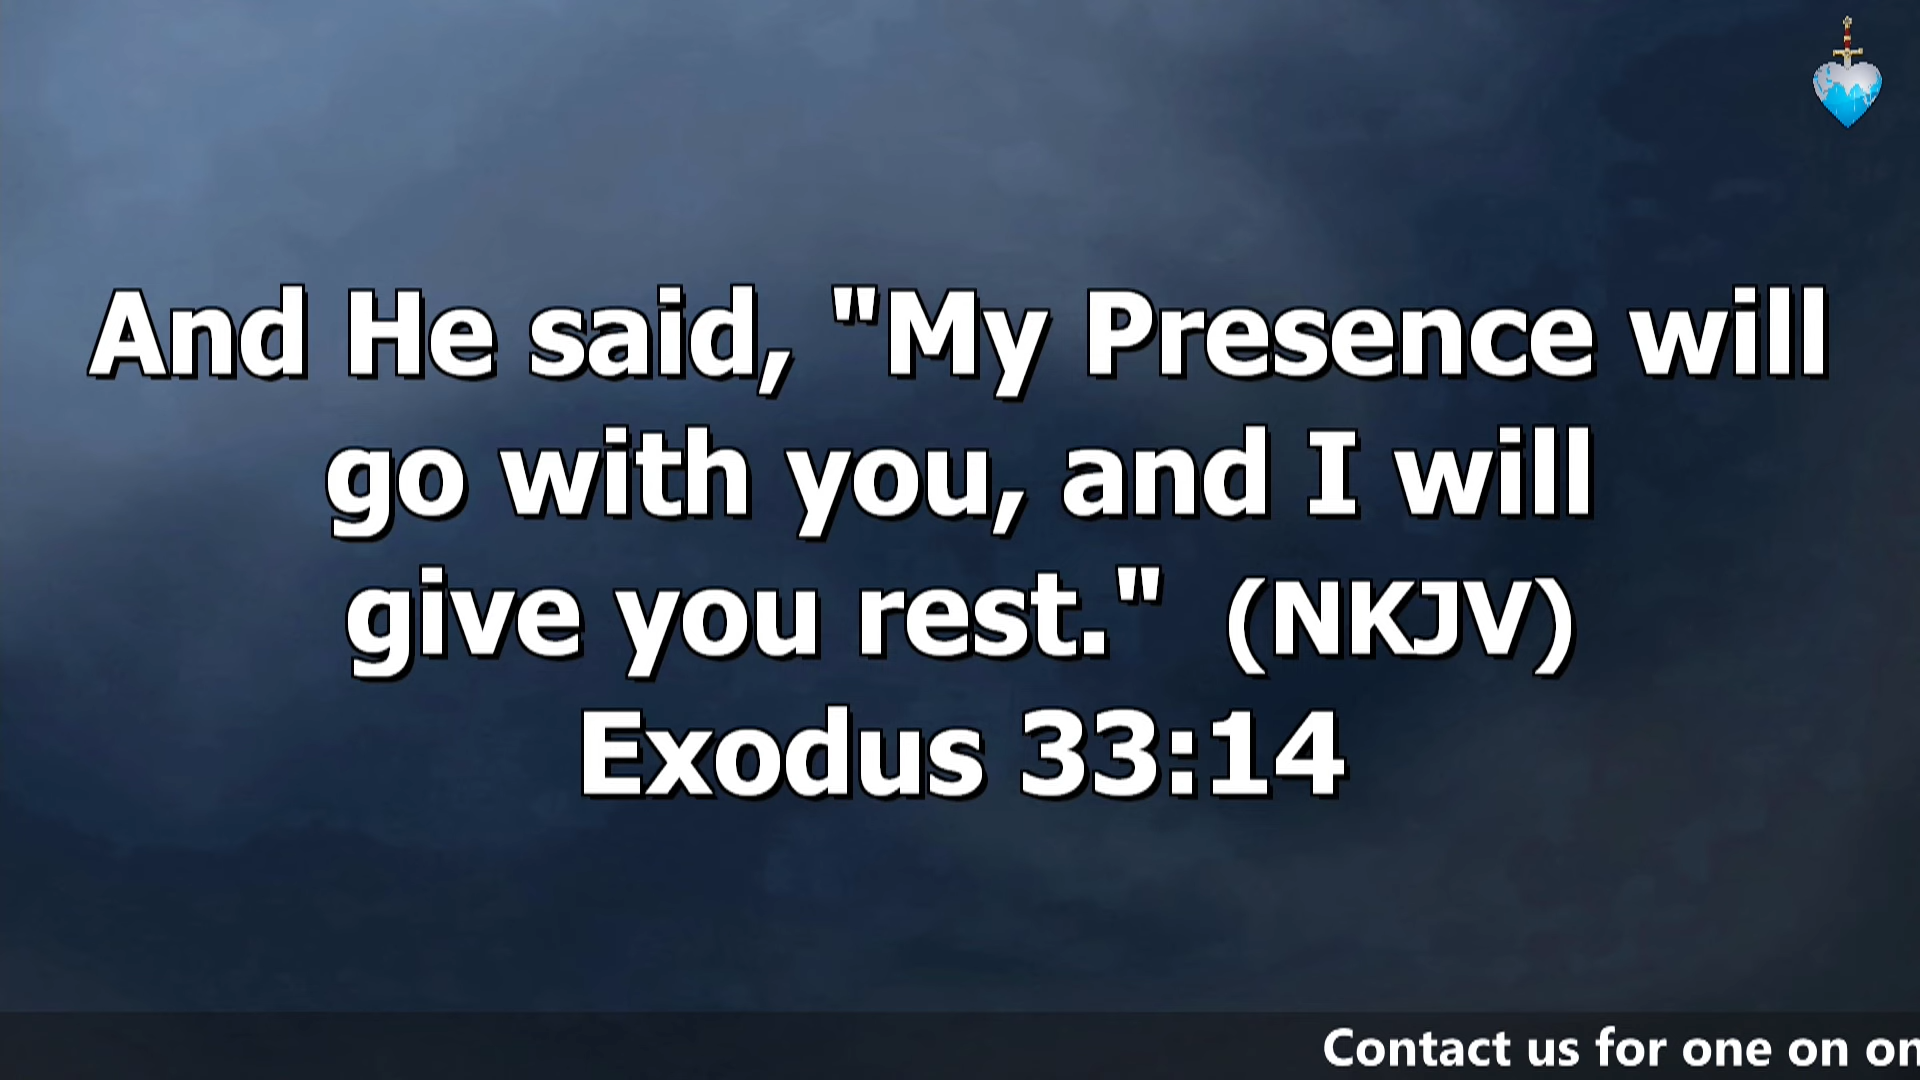 And He said, "My Presence will
go with you, and I will
give you rest." (NKJV)
Exodus 33:14
Contact us for one on on